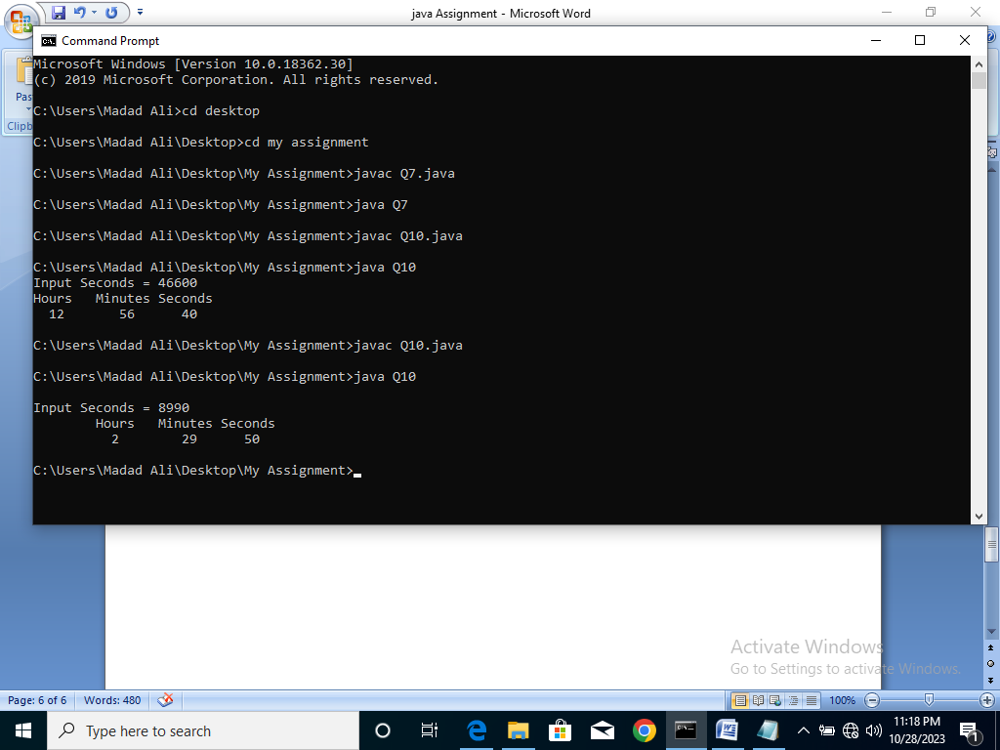 java Assignment - Microsoft Word
Command Prompt
Microsoft Windows [Version 10.0.18362.30]
(c) 2019 Microsoft Corporation. All rights reserved.
C:\Users\Madad Ali>cd desktop
C:\Users\Madad Ali\Desktop>cd my assignment
C:\Users\Madad Ali\Desktop\My Assignment>javac Q7.java
C:\Users\Madad Ali\Desktop\My Assignment>java Q7
C:\Users\Madad Ali\Desktop\My Assignment>javac Q10.java
C:\Users\Madad Ali\Desktop\My Assignment>java Q10
Input Seconds = 46600
Hours   Minutes Seconds
  12       56      40
C:\Users\Madad Ali\Desktop\My Assignment>javac Q10.java
C:\Users\Madad Ali\Desktop\My Assignment>java Q10
Input Seconds = 8990
        Hours   Minutes Seconds
          2        29      50
C:\Users\Madad Ali\Desktop\My Assignment>
Pas
Clipb
Activate Windows
Go to Settings to activate Windows.
Page: 6 of 6 Words: 480 100%
Type here to search
11:18 PM
10/28/2023
1